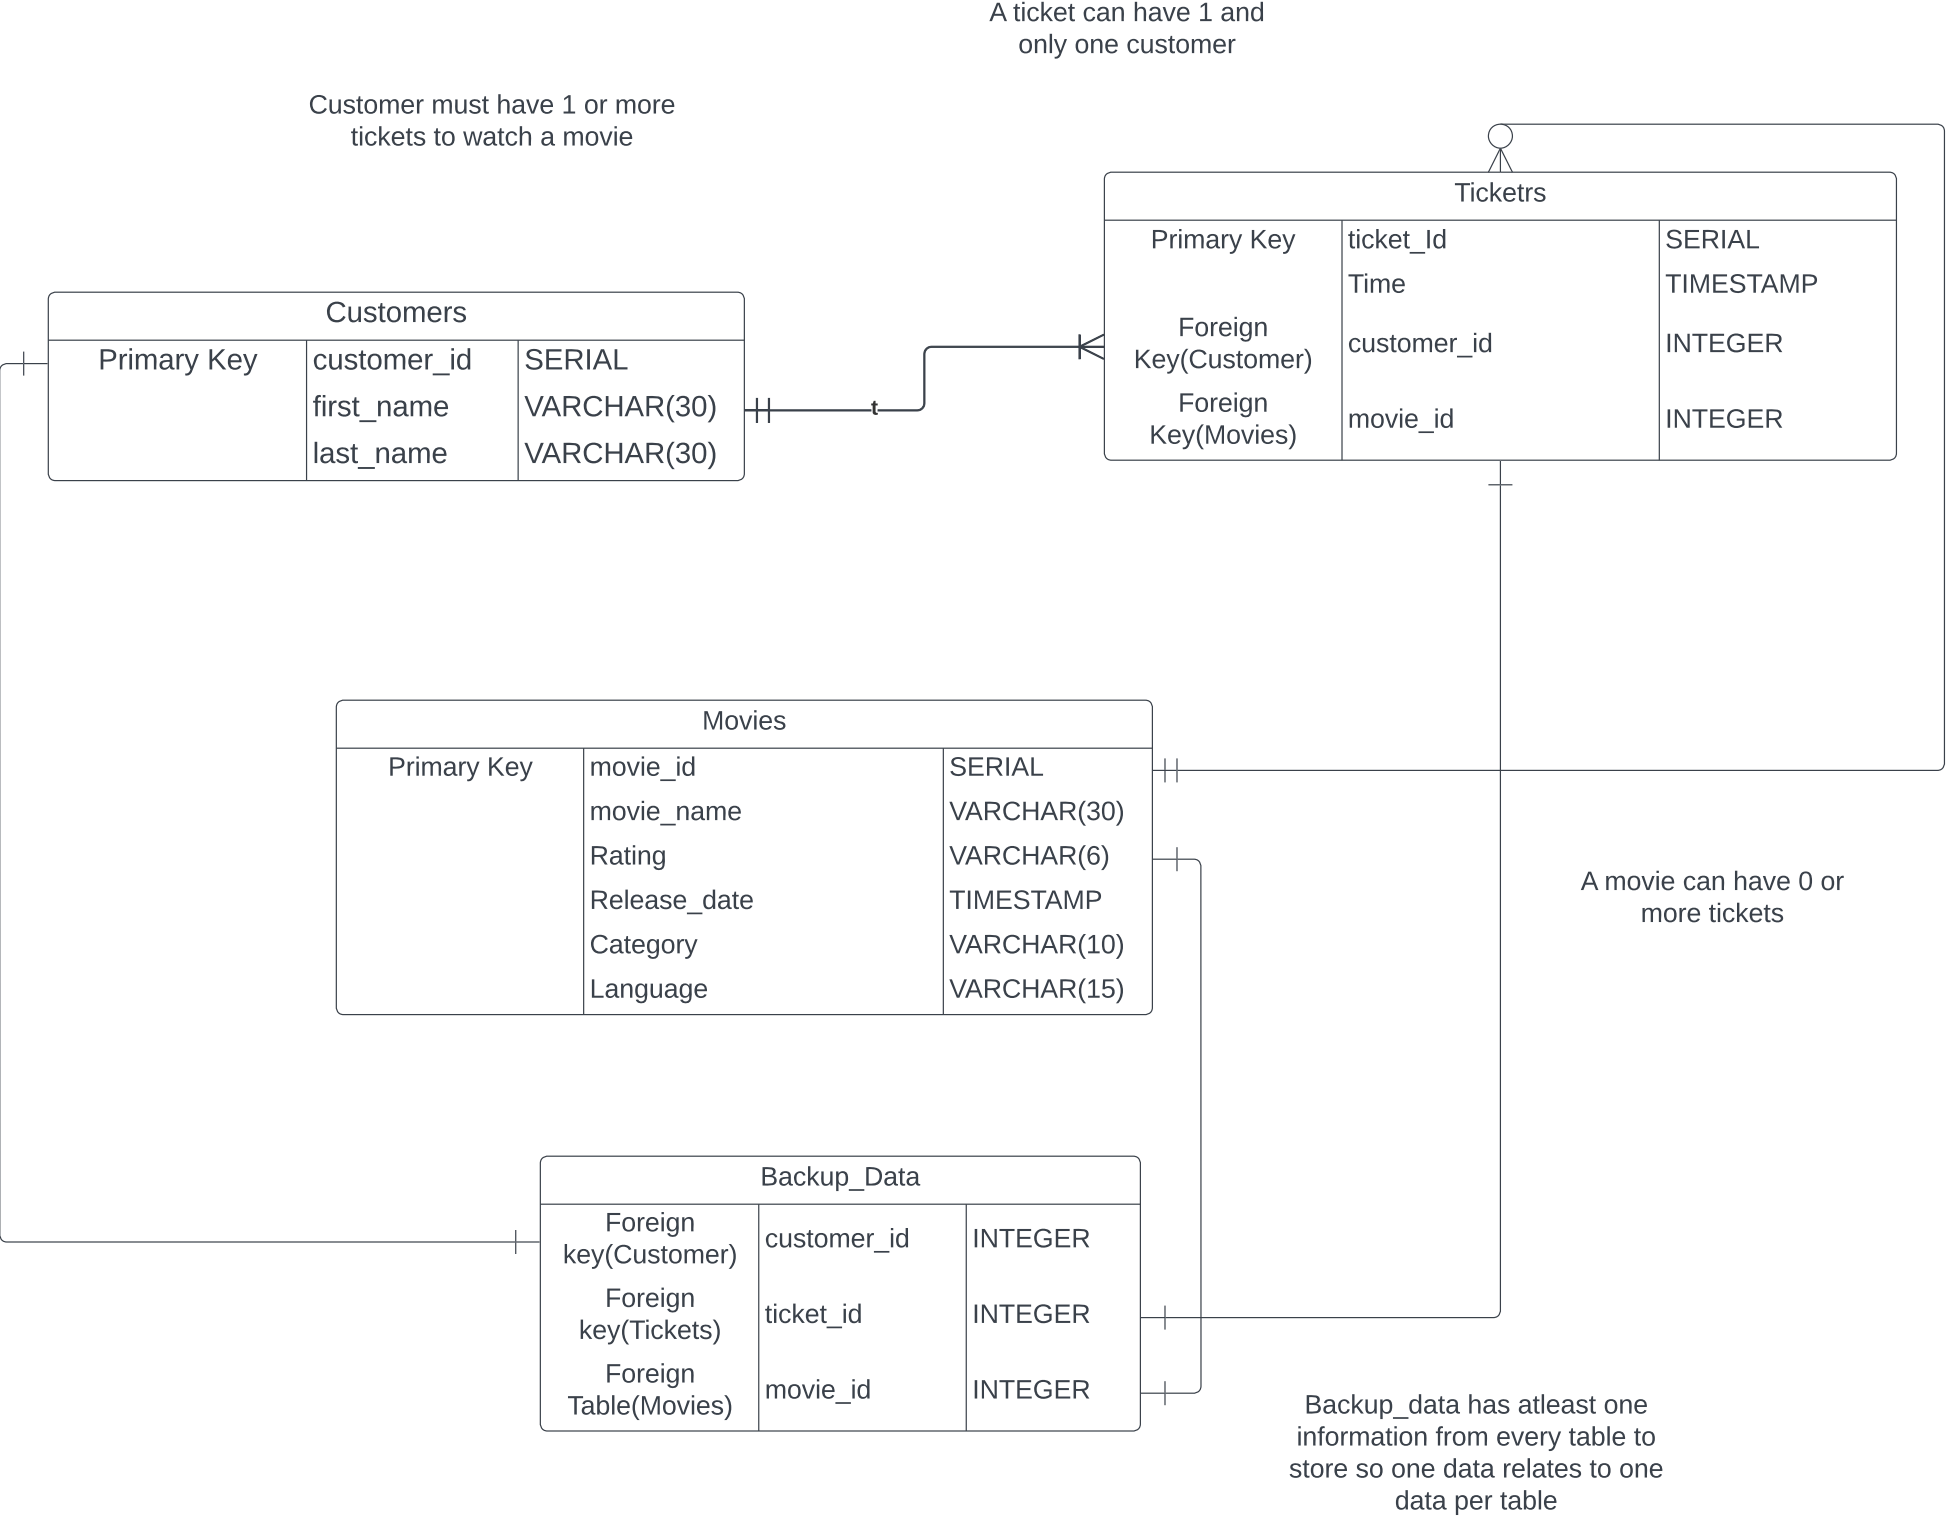 A ticket can have 1 and
only one customer
Customer must have 1 or more
tickets to watch a movie
Ticketrs
Primary Key ticket_Id SERIAL
Time TIMESTAMP
Foreign
Key(Customer) customer_id INTEGER
Foreign
Key(Movies) movie_id INTEGER
Customers
Primary Key customer_id SERIAL
first_name VARCHAR(30)
last_name VARCHAR(30)
t
Movies
Primary Key movie_id SERIAL
movie_name VARCHAR(30)
Rating VARCHAR(6)
Release_date TIMESTAMP
Category VARCHAR(10)
Language VARCHAR(15)
A movie can have 0 or
more tickets
Backup_Data
Foreign
key(Customer) customer_id INTEGER
Foreign
key(Tickets) ticket_id INTEGER
Foreign
Table(Movies) movie_id INTEGER
Backup_data has atleast one
information from every table to
store so one data relates to one
data per table